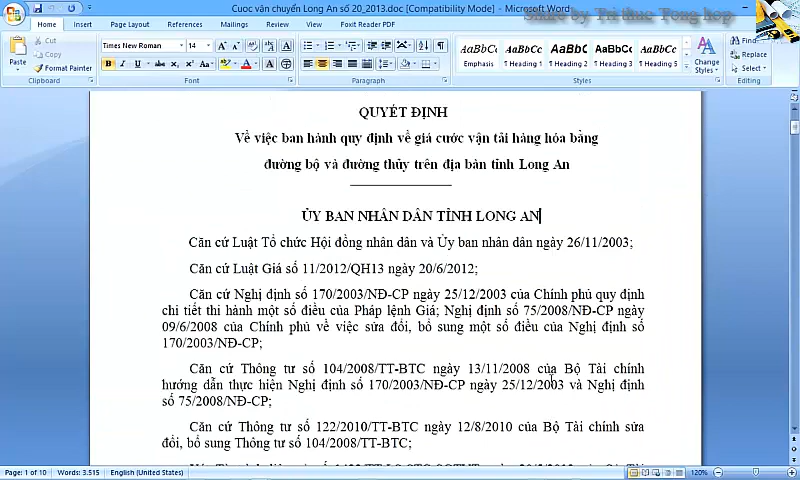 Cuoc vận chuyển Long An số 20_2013.doc [Compatibility Mode] - Microsoft Word
Share by Tri thuc Tong hop
Home Insert Page Layout References Mailings Review View Foxit Reader PDF
Paste
Cut
Copy
Format Painter
Clipboard
Times New Roman 14
Font
Paragraph
AaBbCc AaBbCc AaBbC AaBbCc AaBbCc
Emphasis ¶ Heading 1 ¶ Heading 2 ¶ Heading 3 ¶ Heading 5
Change Styles
Styles
Find
Replace
Select
Editing
QUYẾT ĐỊNH
Về việc ban hành quy định về giá cước vận tải hàng hóa bằng
đường bộ và đường thủy trên địa bàn tỉnh Long An
ỦY BAN NHÂN DÂN TỈNH LONG AN
Căn cứ Luật Tổ chức Hội đồng nhân dân và Ủy ban nhân dân ngày 26/11/2003;
Căn cứ Luật Giá số 11/2012/QH13 ngày 20/6/2012;
Căn cứ Nghị định số 170/2003/NĐ-CP ngày 25/12/2003 của Chính phủ quy định
chi tiết thi hành một số điều của Pháp lệnh Giá; Nghị định số 75/2008/NĐ-CP ngày
09/6/2008 của Chính phủ về việc sửa đổi, bổ sung một số điều của Nghị định số
170/2003/NĐ-CP;
Căn cứ Thông tư số 104/2008/TT-BTC ngày 13/11/2008 của Bộ Tài chính
hướng dẫn thực hiện Nghị định số 170/2003/NĐ-CP ngày 25/12/2003 và Nghị định
số 75/2008/NĐ-CP;
Căn cứ Thông tư số 122/2010/TT-BTC ngày 12/8/2010 của Bộ Tài chính sửa
đổi, bổ sung Thông tư số 104/2008/TT-BTC;
Page: 1 of 10 Words: 3.515 English (United States) 120%